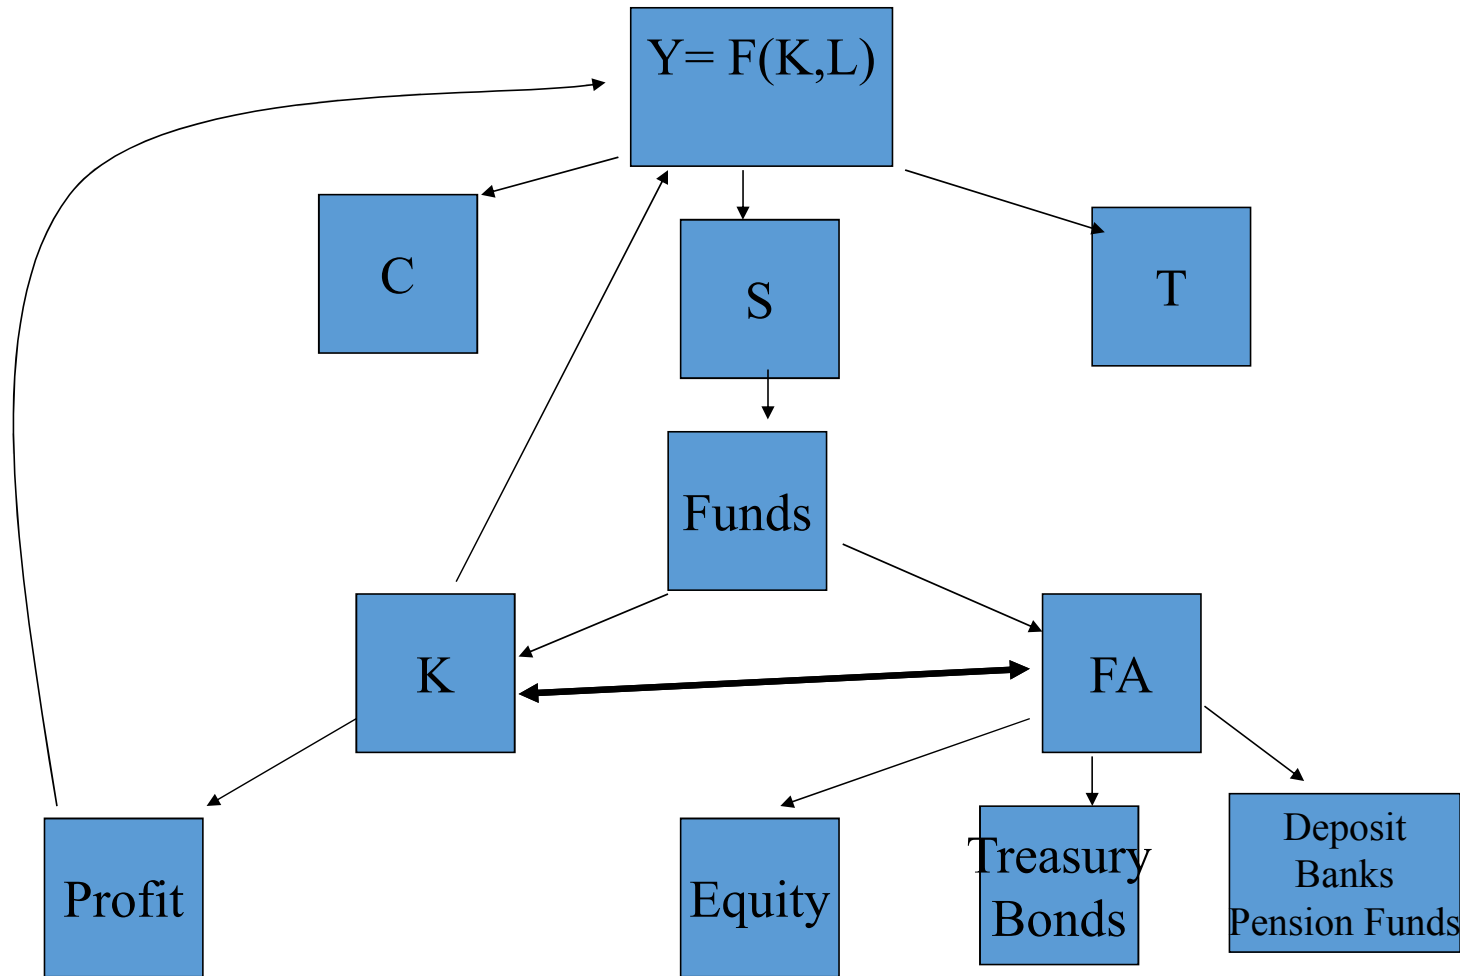 Y= F(K,L)
C
S
T
Funds
K
FA
Profit
Equity
Treasury
Bonds
Deposit
Banks
Pension Funds